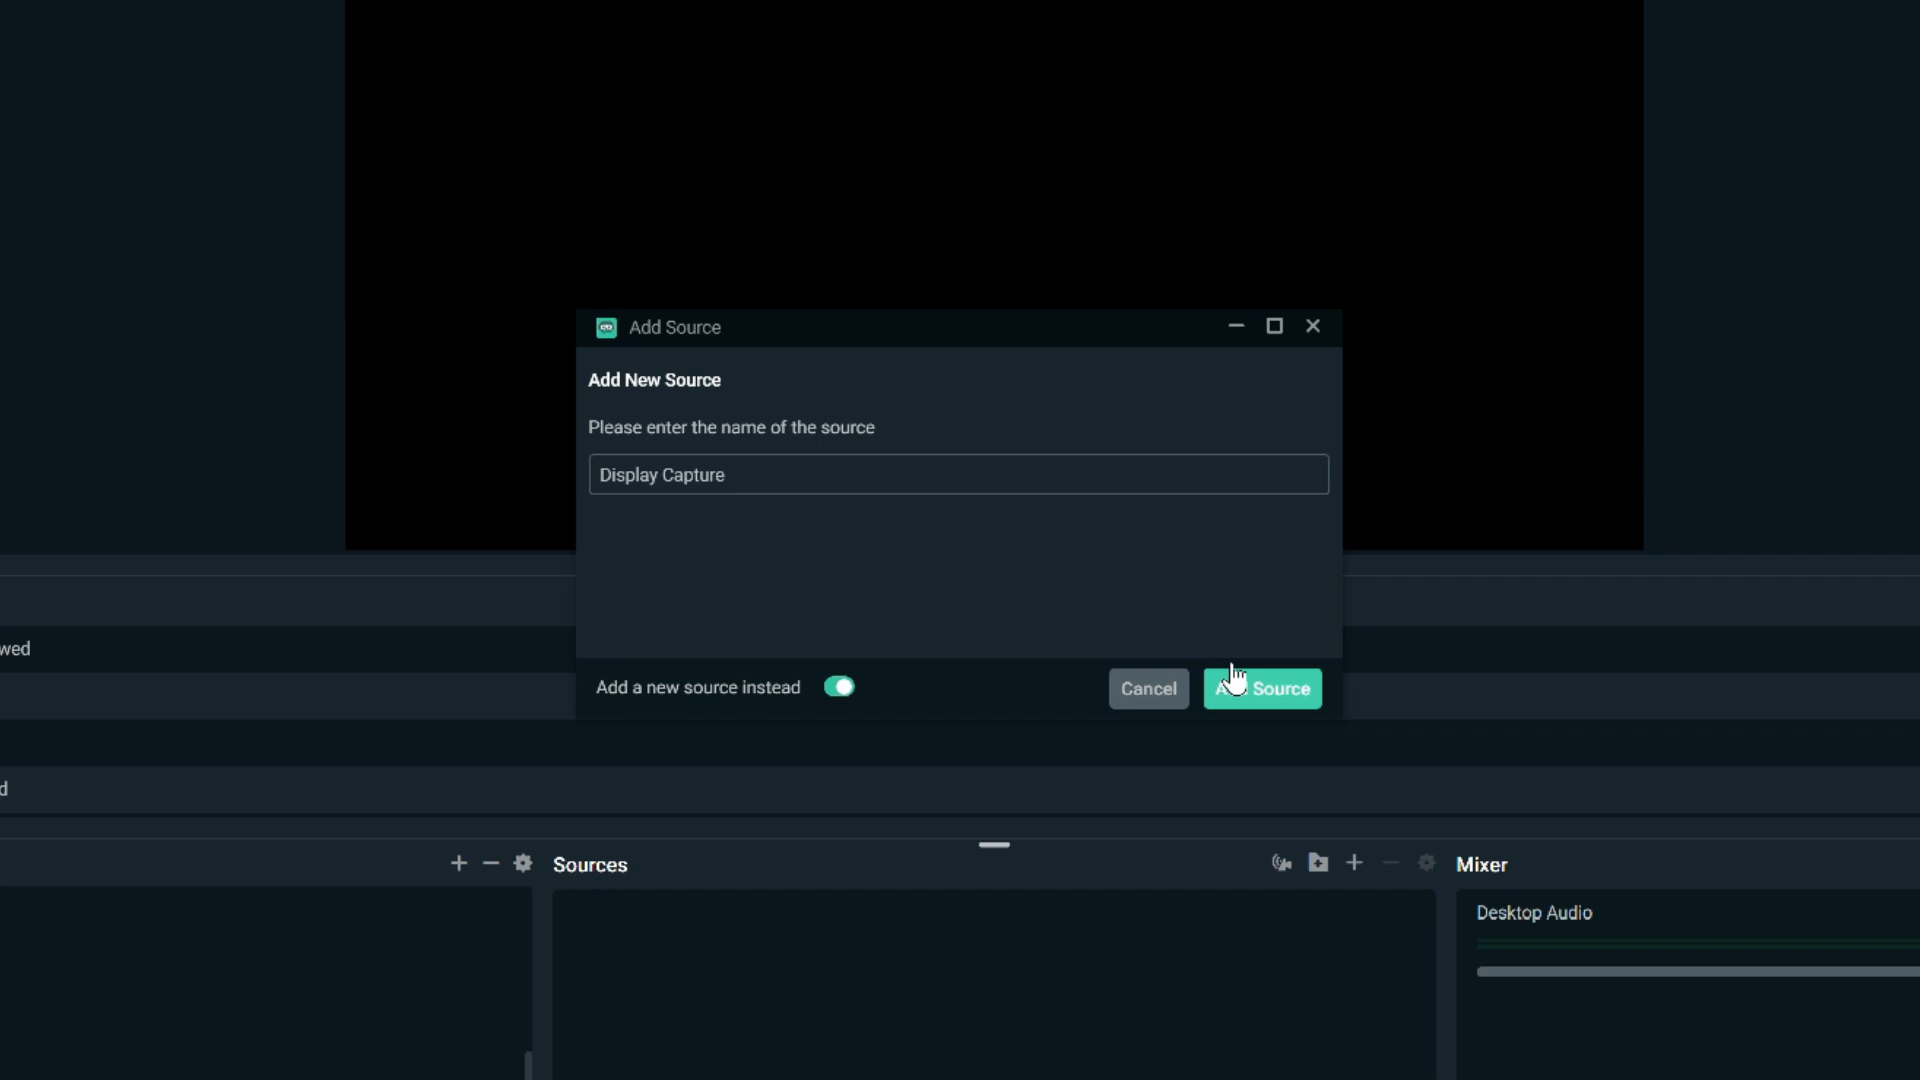 Add Source
Add New Source
Please enter the name of the source
Display Capture
wed
Add a new source instead
Cancel
Source
d
Sources
Mixer
Desktop Audio